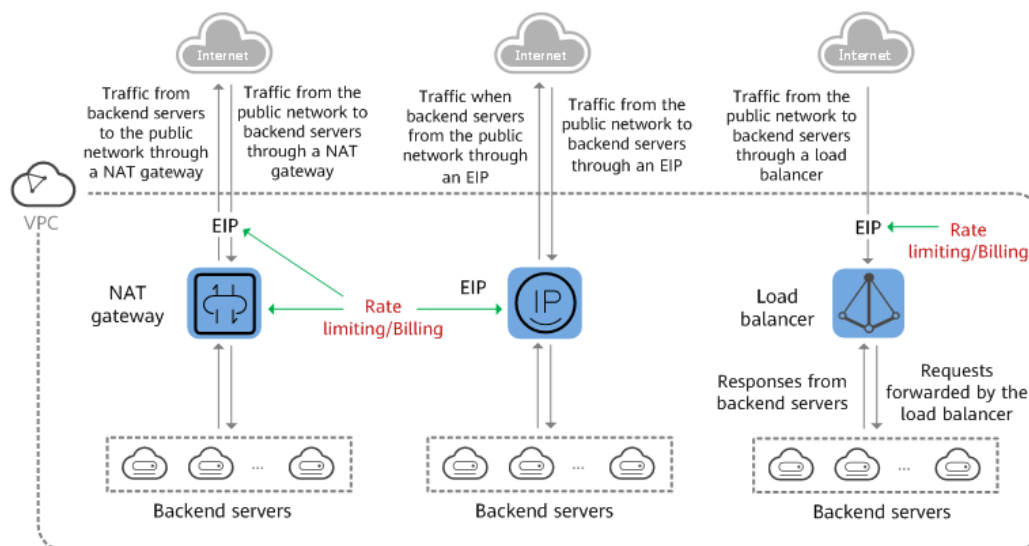 Internet
Internet
Internet
Traffic from
backend servers
to the public
network through
a NAT gateway
Traffic from the
public network to
backend servers
through a NAT
gateway
Traffic when
backend servers
from the public
network through
an EIP
Traffic from the
public network to
backend servers
through an EIP
Traffic from the
public network to
backend servers
through a load
balancer
VPC
EIP
EIP
Rate
limiting/Billing
NAT
gateway
Rate
limiting/Billing
EIP
IP
Load
balancer
Responses from
backend servers
Requests
forwarded by the
load balancer
...
...
...
Backend servers
Backend servers
Backend servers